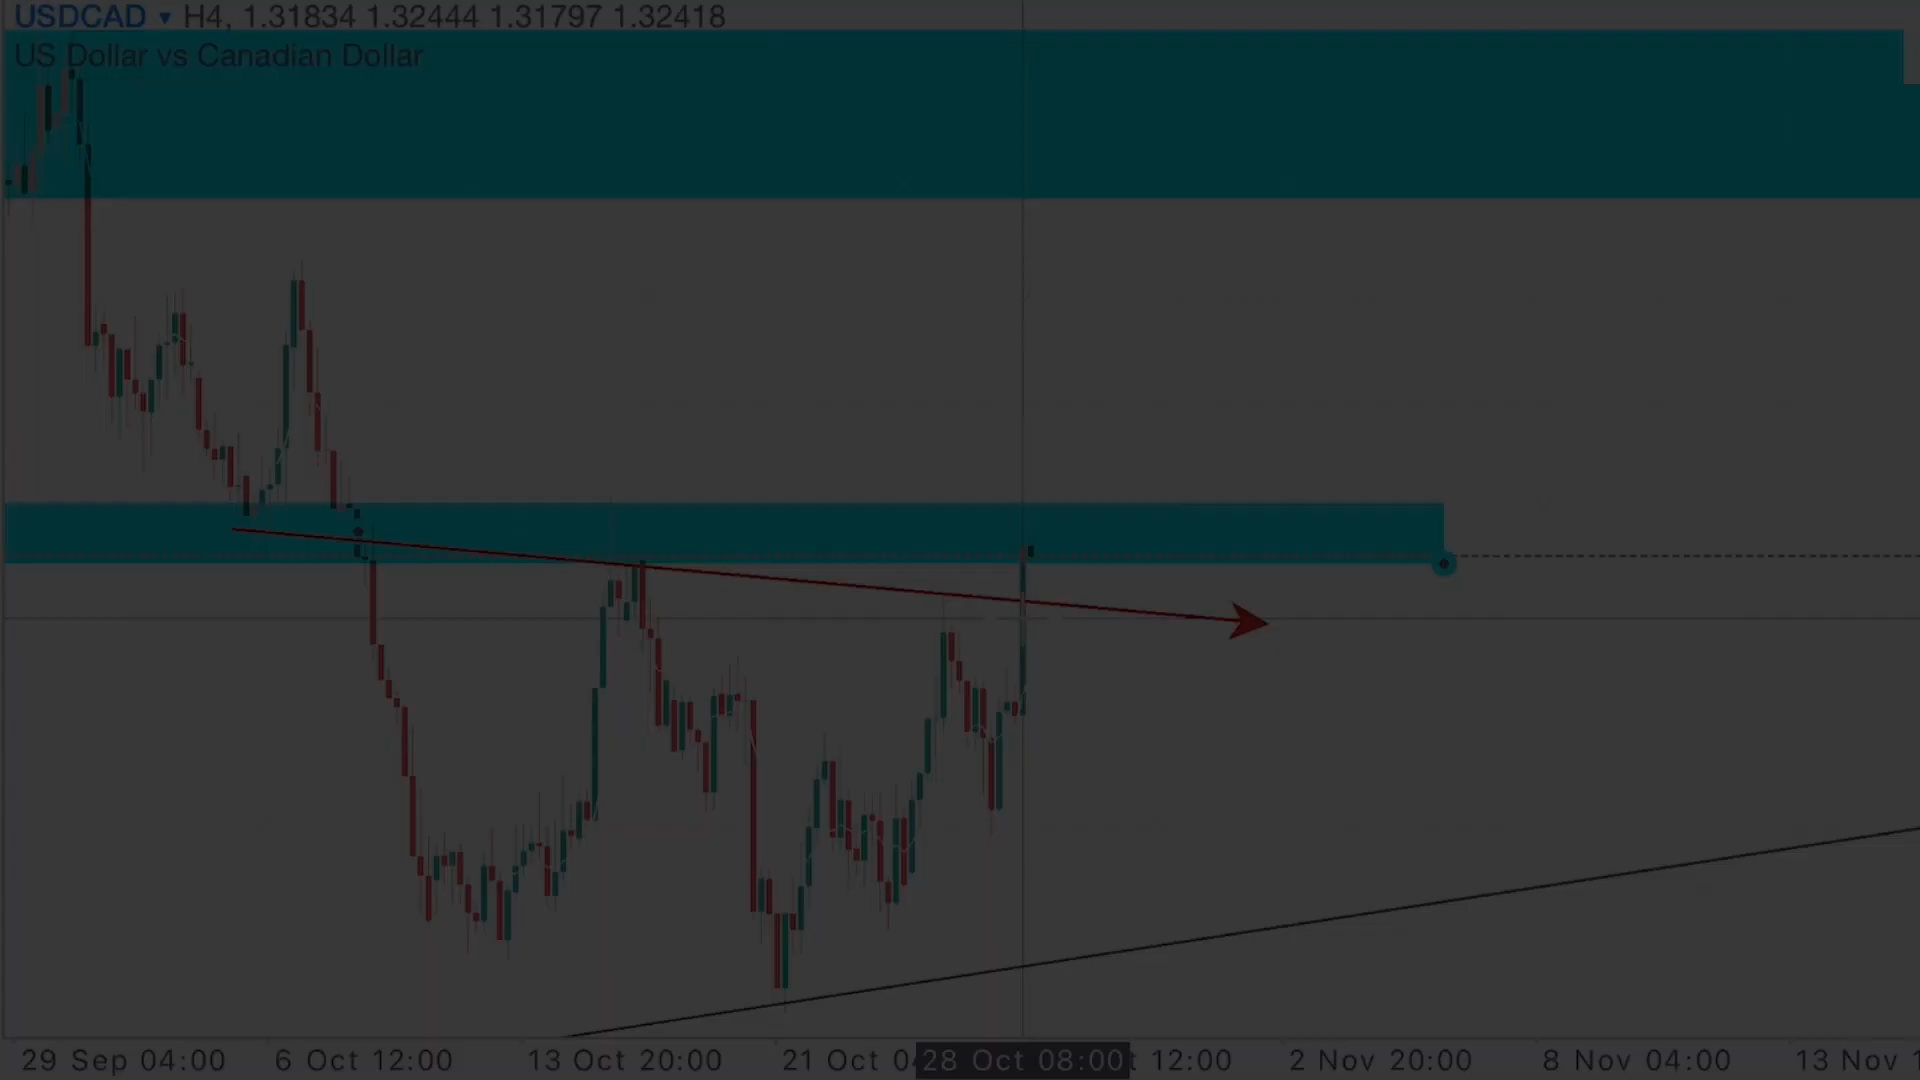 USDCAD ▾ H4, 1.31834 1.32444 1.31797 1.32418
US Dollar vs Canadian Dollar
29 Sep 04:00 6 Oct 12:00 13 Oct 20:00 21 Oct 28 Oct 08:00 12:00 2 Nov 20:00 8 Nov 04:00 13 Nov